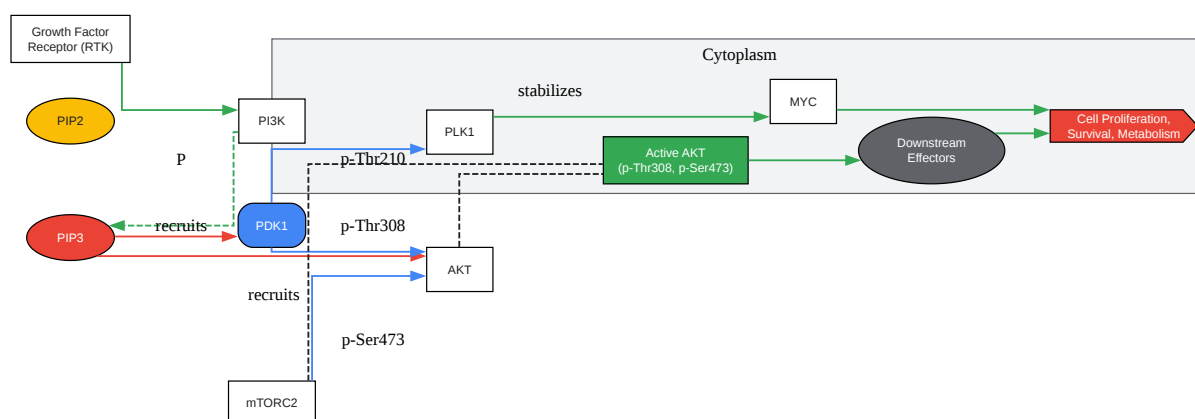 Growth Factor
Receptor (RTK)
Cytoplasm
PIP2
PI3K
stabilizes
MYC
PLK1
Cell Proliferation,
Survival, Metabolism
Downstream
Effectors
P
p-Thr210
Active AKT
(p-Thr308, p-Ser473)
PIP3
recruits
PDK1
p-Thr308
AKT
recruits
p-Ser473
mTORC2